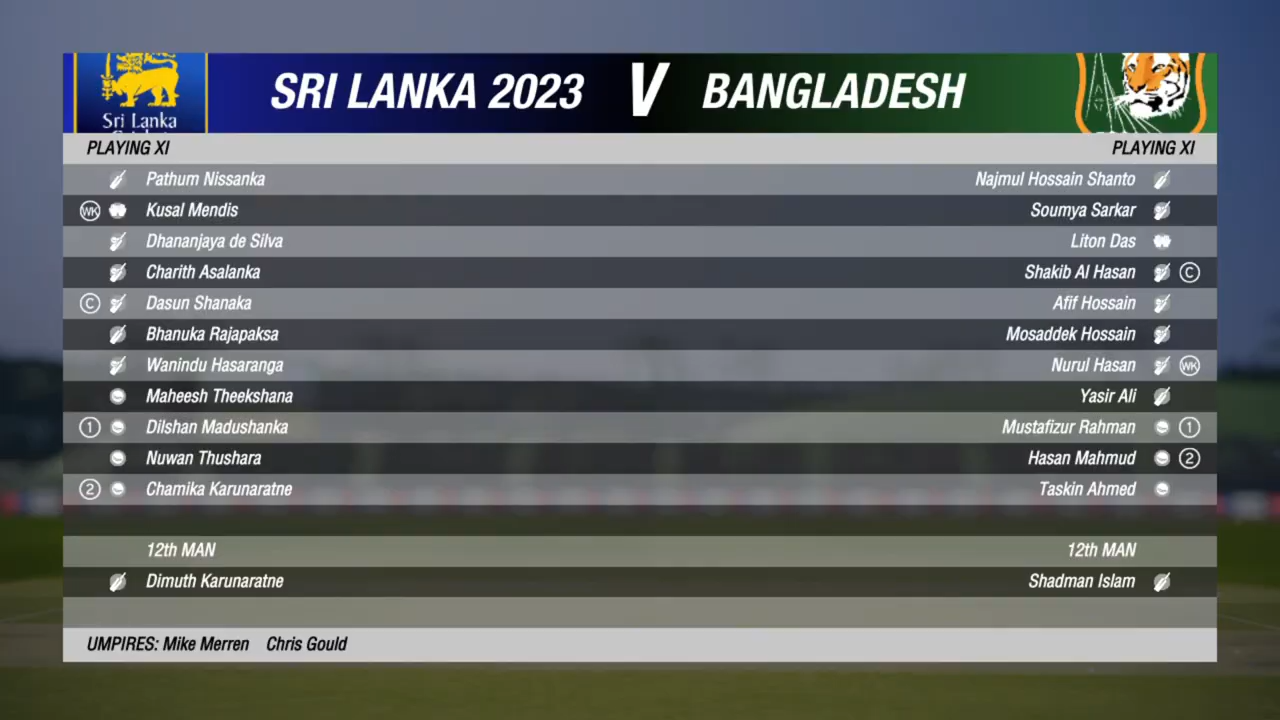 Sri Lanka
SRI LANKA 2023 V BANGLADESH
PLAYING XI PLAYING XI
Pathum Nissanka Najmul Hossain Shanto
WK Kusal Mendis Soumya Sarkar
Dhananjaya de Silva Liton Das
Charith Asalanka Shakib Al Hasan C
C Dasun Shanaka Afif Hossain
Bhanuka Rajapaksa Mosaddek Hossain
Wanindu Hasaranga Nurul Hasan WK
Maheesh Theekshana Yasir Ali
1 Dilshan Madushanka Mustafizur Rahman 1
Nuwan Thushara Hasan Mahmud 2
2 Chamika Karunaratne Taskin Ahmed
12th MAN 12th MAN
Dimuth Karunaratne Shadman Islam
UMPIRES: Mike Merren Chris Gould